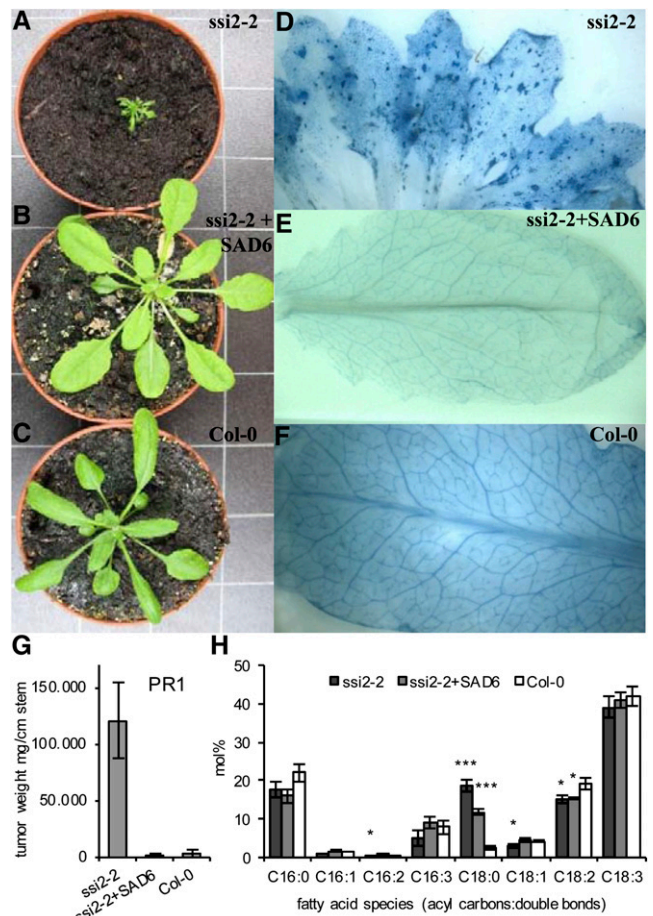 A
ssi2-2
D
ssi2-2
B
ssi2-2 +
SAD6
E
ssi2-2+SAD6
C
Col-0
F
Col-0
G
PR1
tumor weight mg/cm stem
150.000
100.000
50.000
0
ssi2-2
ssi2-2+SAD6
Col-0
H
ssi2-2 ssi2-2+SAD6 Col-0
mol%
50
40
30
20
10
0
* *** *** * * *
C16:0 C16:1 C16:2 C16:3 C18:0 C18:1 C18:2 C18:3
fatty acid species (acyl carbons:double bonds)